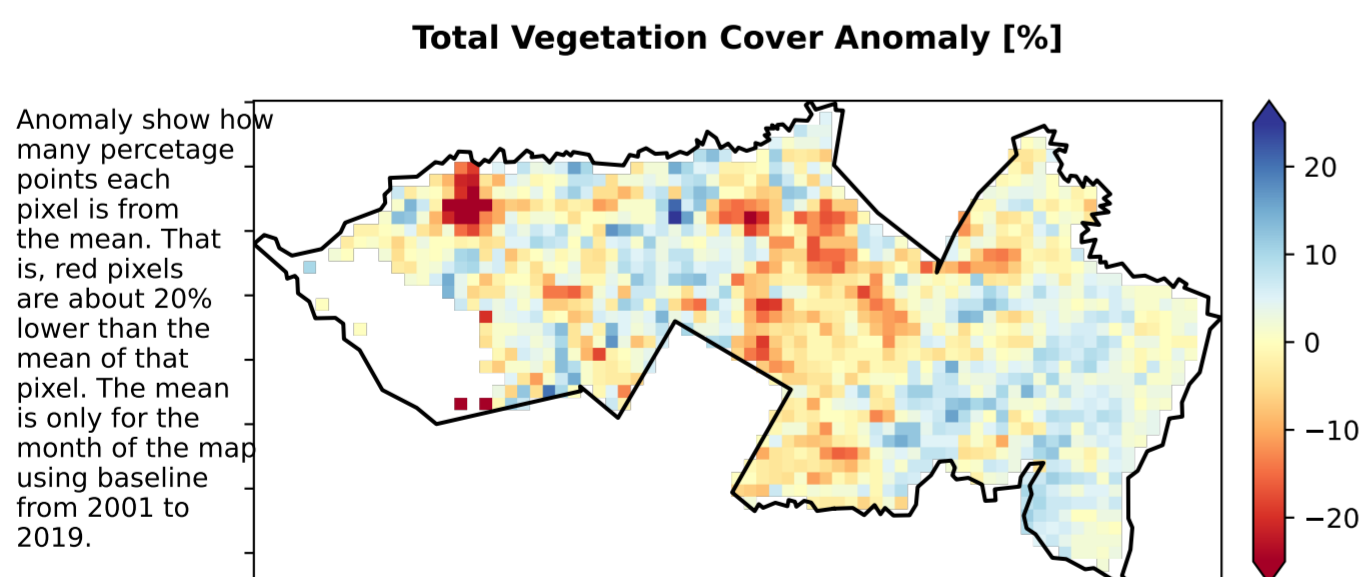 Total Vegetation Cover Anomaly [%]
Anomaly show how
many percetage
points each
pixel is from
the mean. That
is, red pixels
are about 20%
lower than the
mean of that
pixel. The mean
is only for the
month of the map
using baseline
from 2001 to
2019.
20
10
0
−10
−20